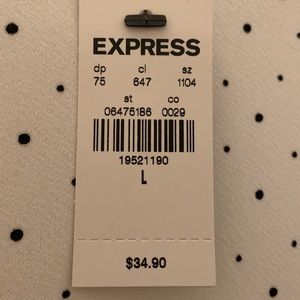 EXPRESS
dp cl sz
75 647 1104
st co
06475186 0029
19521190
L
$34.90